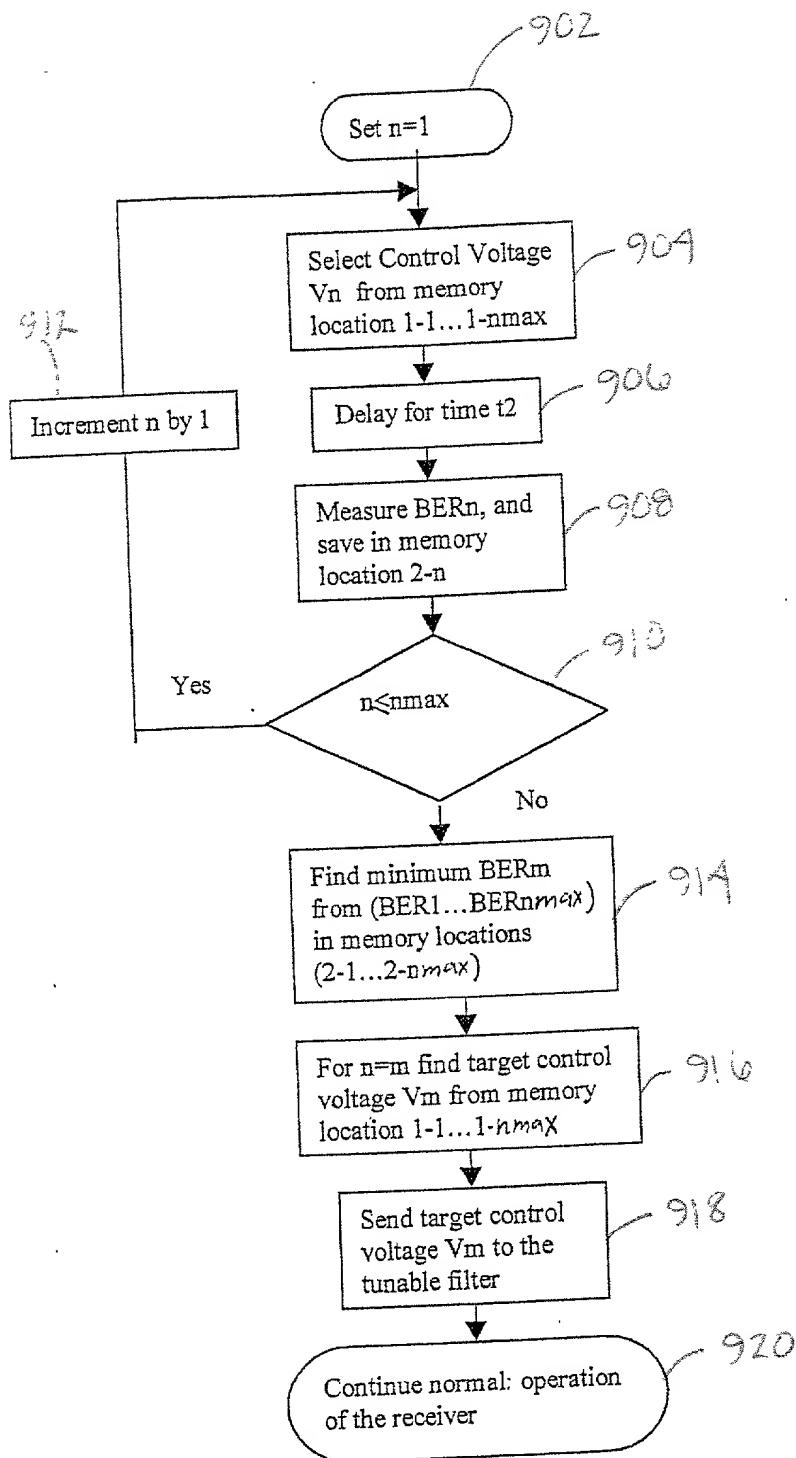 902
Set n=1
Select Control Voltage
Vn from memory
location 1-1...1-nmax
904
912
Increment n by 1
Delay for time t2
906
Measure BERn, and
save in memory
location 2-n
908
910
Yes
n≤nmax
No
Find minimum BERm
from (BER1...BERnmax)
in memory locations
(2-1...2-nmax)
914
For n=m find target control
voltage Vm from memory
location 1-1...1-nmax
916
Send target control
voltage Vm to the
tunable filter
918
Continue normal: operation
of the receiver
920